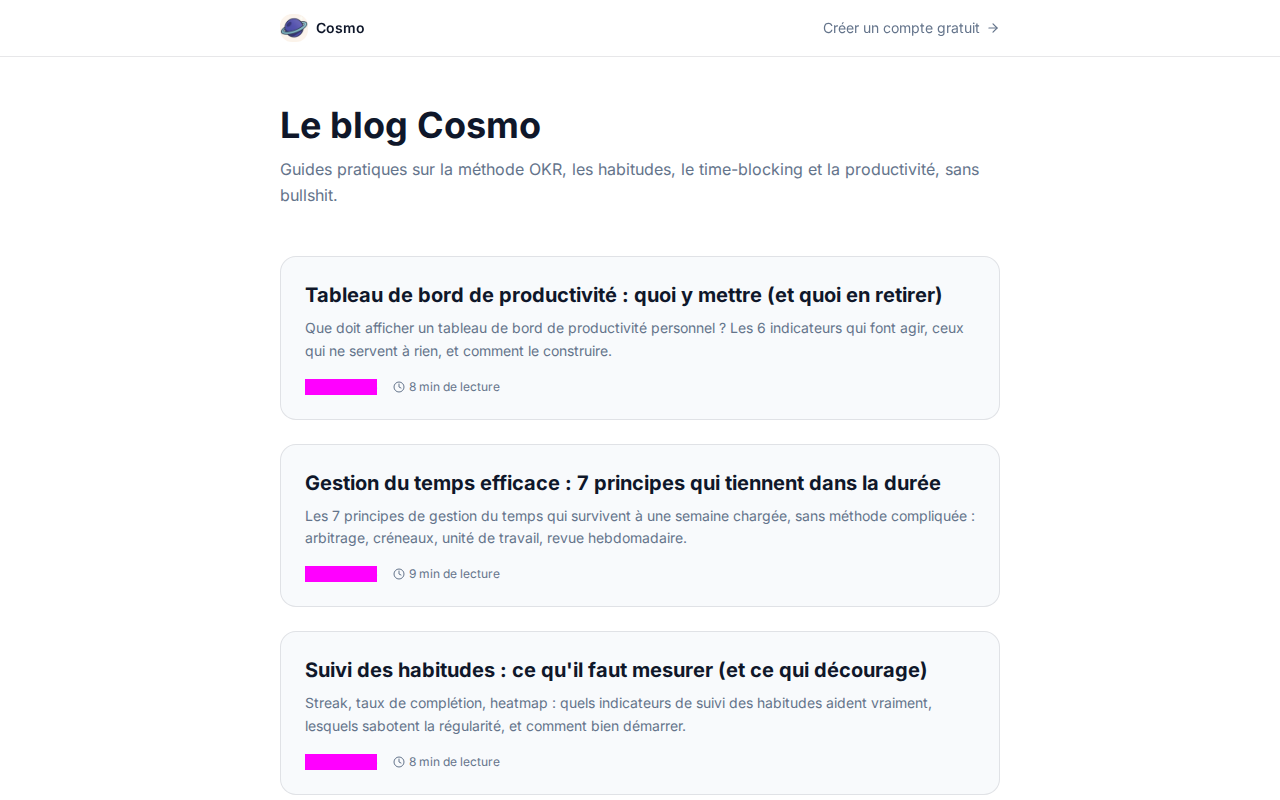 Cosmo
Créer un compte gratuit →
Le blog Cosmo
Guides pratiques sur la méthode OKR, les habitudes, le time-blocking et la productivité, sans
bullshit.
Tableau de bord de productivité : quoi y mettre (et quoi en retirer)
Que doit afficher un tableau de bord de productivité personnel ? Les 6 indicateurs qui font agir, ceux
qui ne servent à rien, et comment le construire.
8 min de lecture
Gestion du temps efficace : 7 principes qui tiennent dans la durée
Les 7 principes de gestion du temps qui survivent à une semaine chargée, sans méthode compliquée :
arbitrage, créneaux, unité de travail, revue hebdomadaire.
9 min de lecture
Suivi des habitudes : ce qu'il faut mesurer (et ce qui décourage)
Streak, taux de complétion, heatmap : quels indicateurs de suivi des habitudes aident vraiment,
lesquels sabotent la régularité, et comment bien démarrer.
8 min de lecture